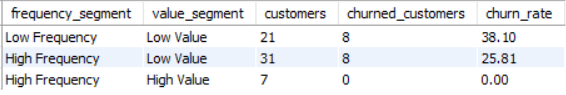 frequency_segment value_segment customers churned_customers churn_rate
Low Frequency Low Value 21 8 38.10
High Frequency Low Value 31 8 25.81
High Frequency High Value 7 0 0.00